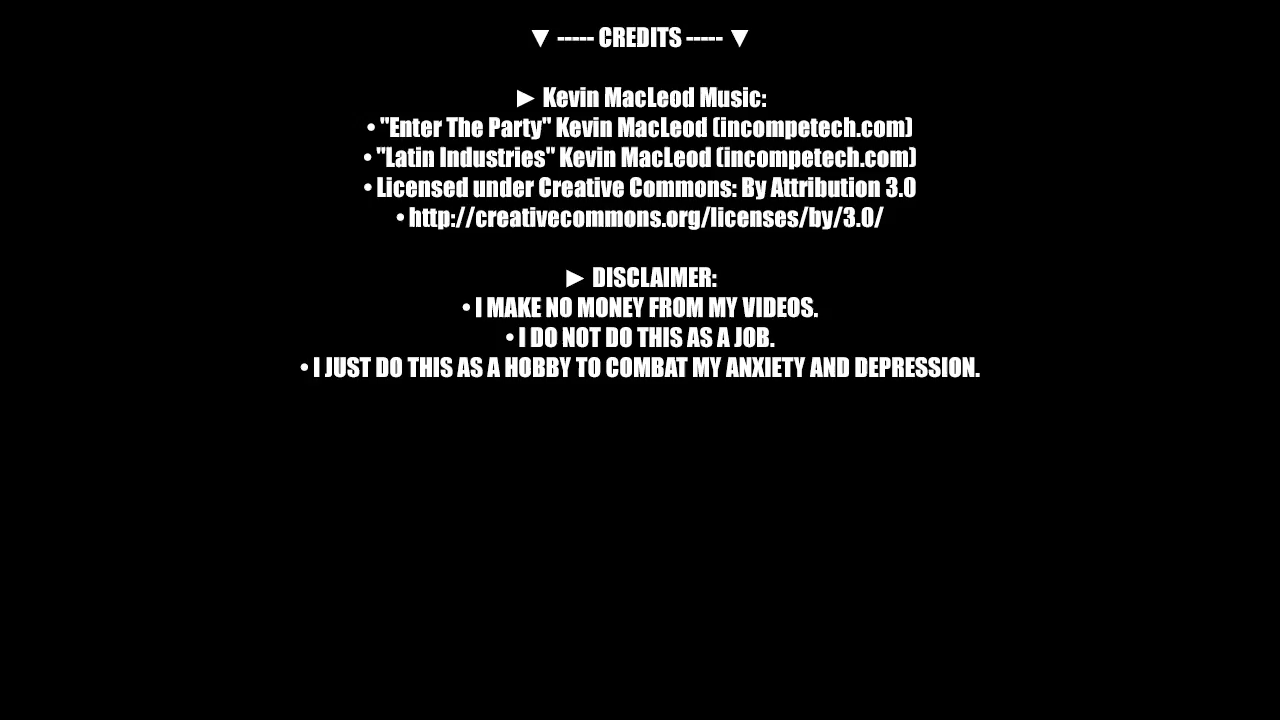 ▼ ----- CREDITS ----- ▼
► Kevin MacLeod Music:
• "Enter The Party" Kevin MacLeod (incompetech.com)
• "Latin Industries" Kevin MacLeod (incompetech.com)
• Licensed under Creative Commons: By Attribution 3.0
• http://creativecommons.org/licenses/by/3.0/
► DISCLAIMER:
• I MAKE NO MONEY FROM MY VIDEOS.
• I DO NOT DO THIS AS A JOB.
• I JUST DO THIS AS A HOBBY TO COMBAT MY ANXIETY AND DEPRESSION.